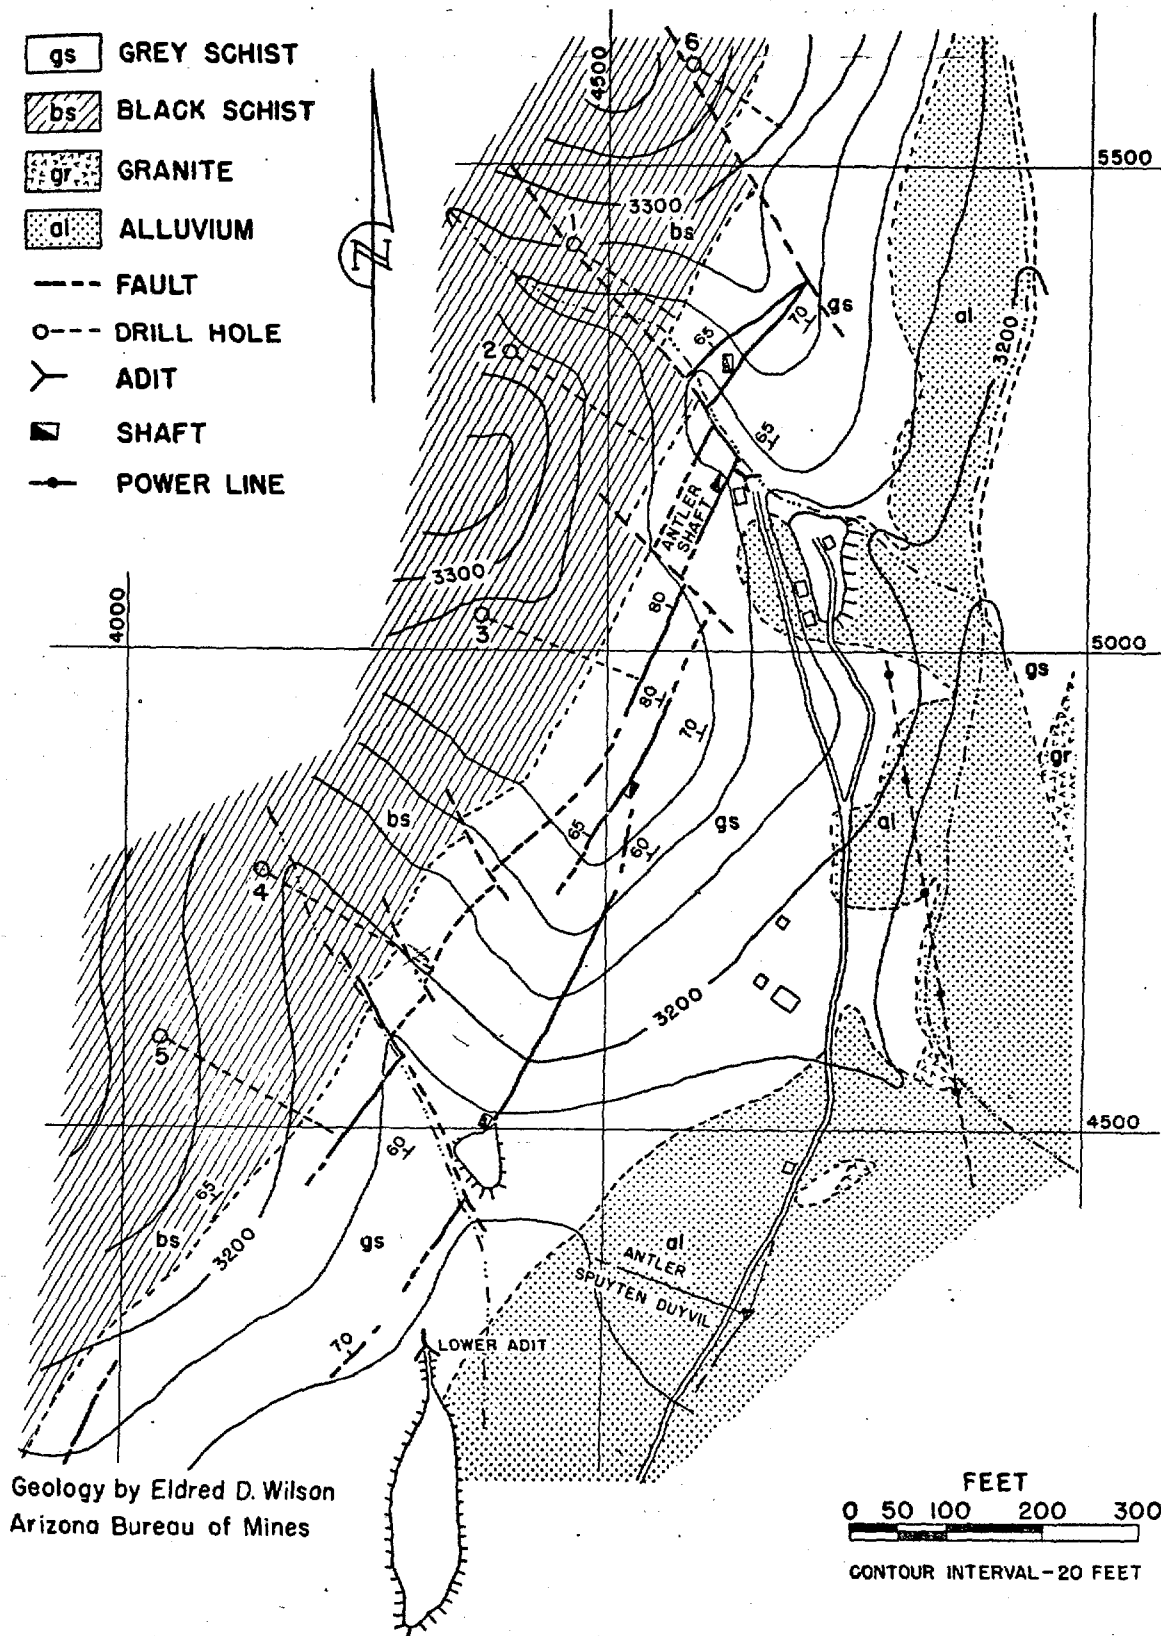 gs GREY SCHIST
bs BLACK SCHIST
gr GRANITE
al ALLUVIUM
FAULT
DRILL HOLE
ADIT
SHAFT
POWER LINE
N
4500
6
5500
1
3300
bs
gs
70
65
al
3200
2
65
ANTLER
SHAFT
3300
80
4000
3
5000
gs
80
70
gr
bs
65
60
gs
al
4
3200
5
60
4500
65
bs
3200
gs
al
ANTLER
SPUYTEN DUYVIL
70
LOWER ADIT
Geology by Eldred D. Wilson
Arizona Bureau of Mines
FEET
0 50 100 200 300
CONTOUR INTERVAL-20 FEET